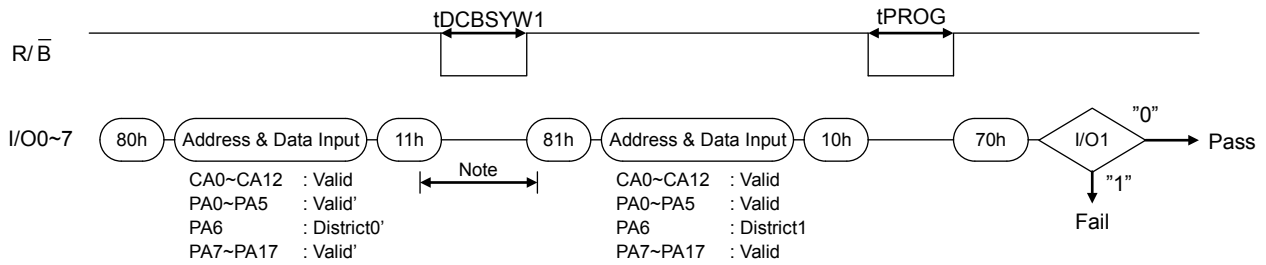 tDCBSYW1
tPROG
R/ B̅
I/O0~7
80h
Address & Data Input
11h
81h
Address & Data Input
10h
70h
I/O1
"0"
Pass
Note
"1"
Fail
CA0~CA12 : Valid
PA0~PA5 : Valid'
PA6 : District0'
PA7~PA17 : Valid'
CA0~CA12 : Valid
PA0~PA5 : Valid
PA6 : District1
PA7~PA17 : Valid